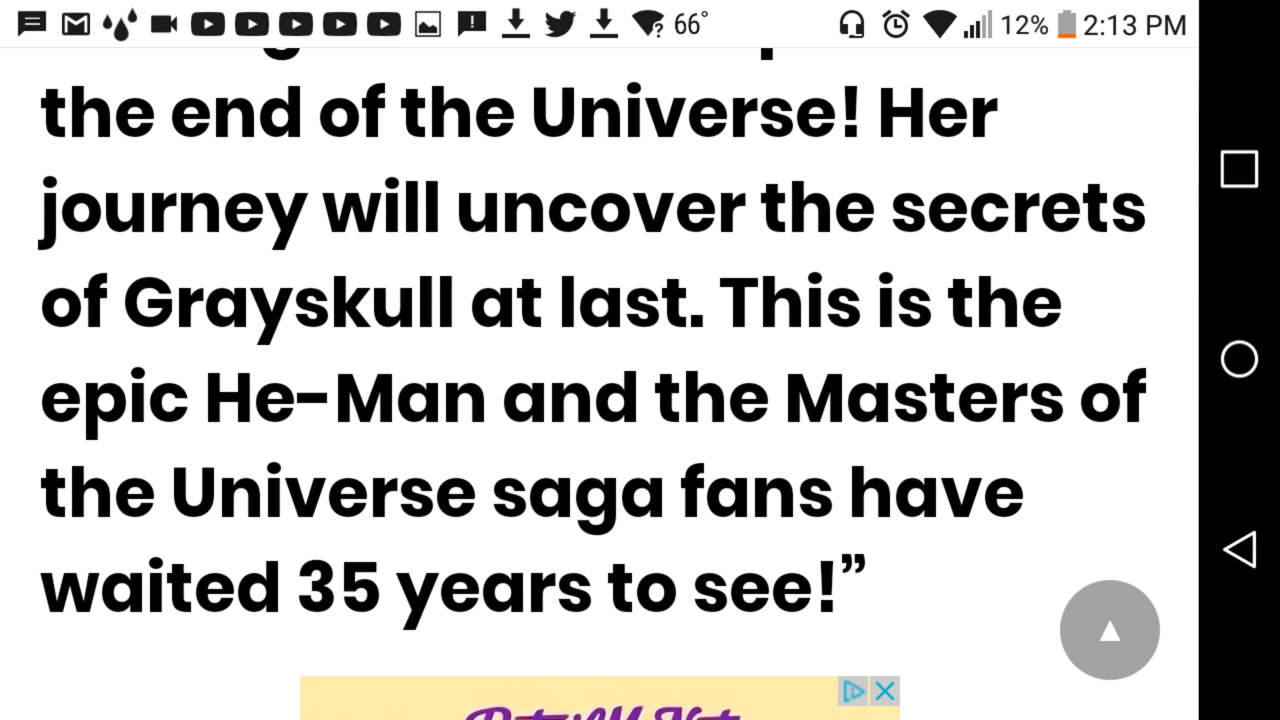 66°
12%
2:13 PM
the end of the Universe! Her
journey will uncover the secrets
of Grayskull at last. This is the
epic He-Man and the Masters of
the Universe saga fans have
waited 35 years to see!”